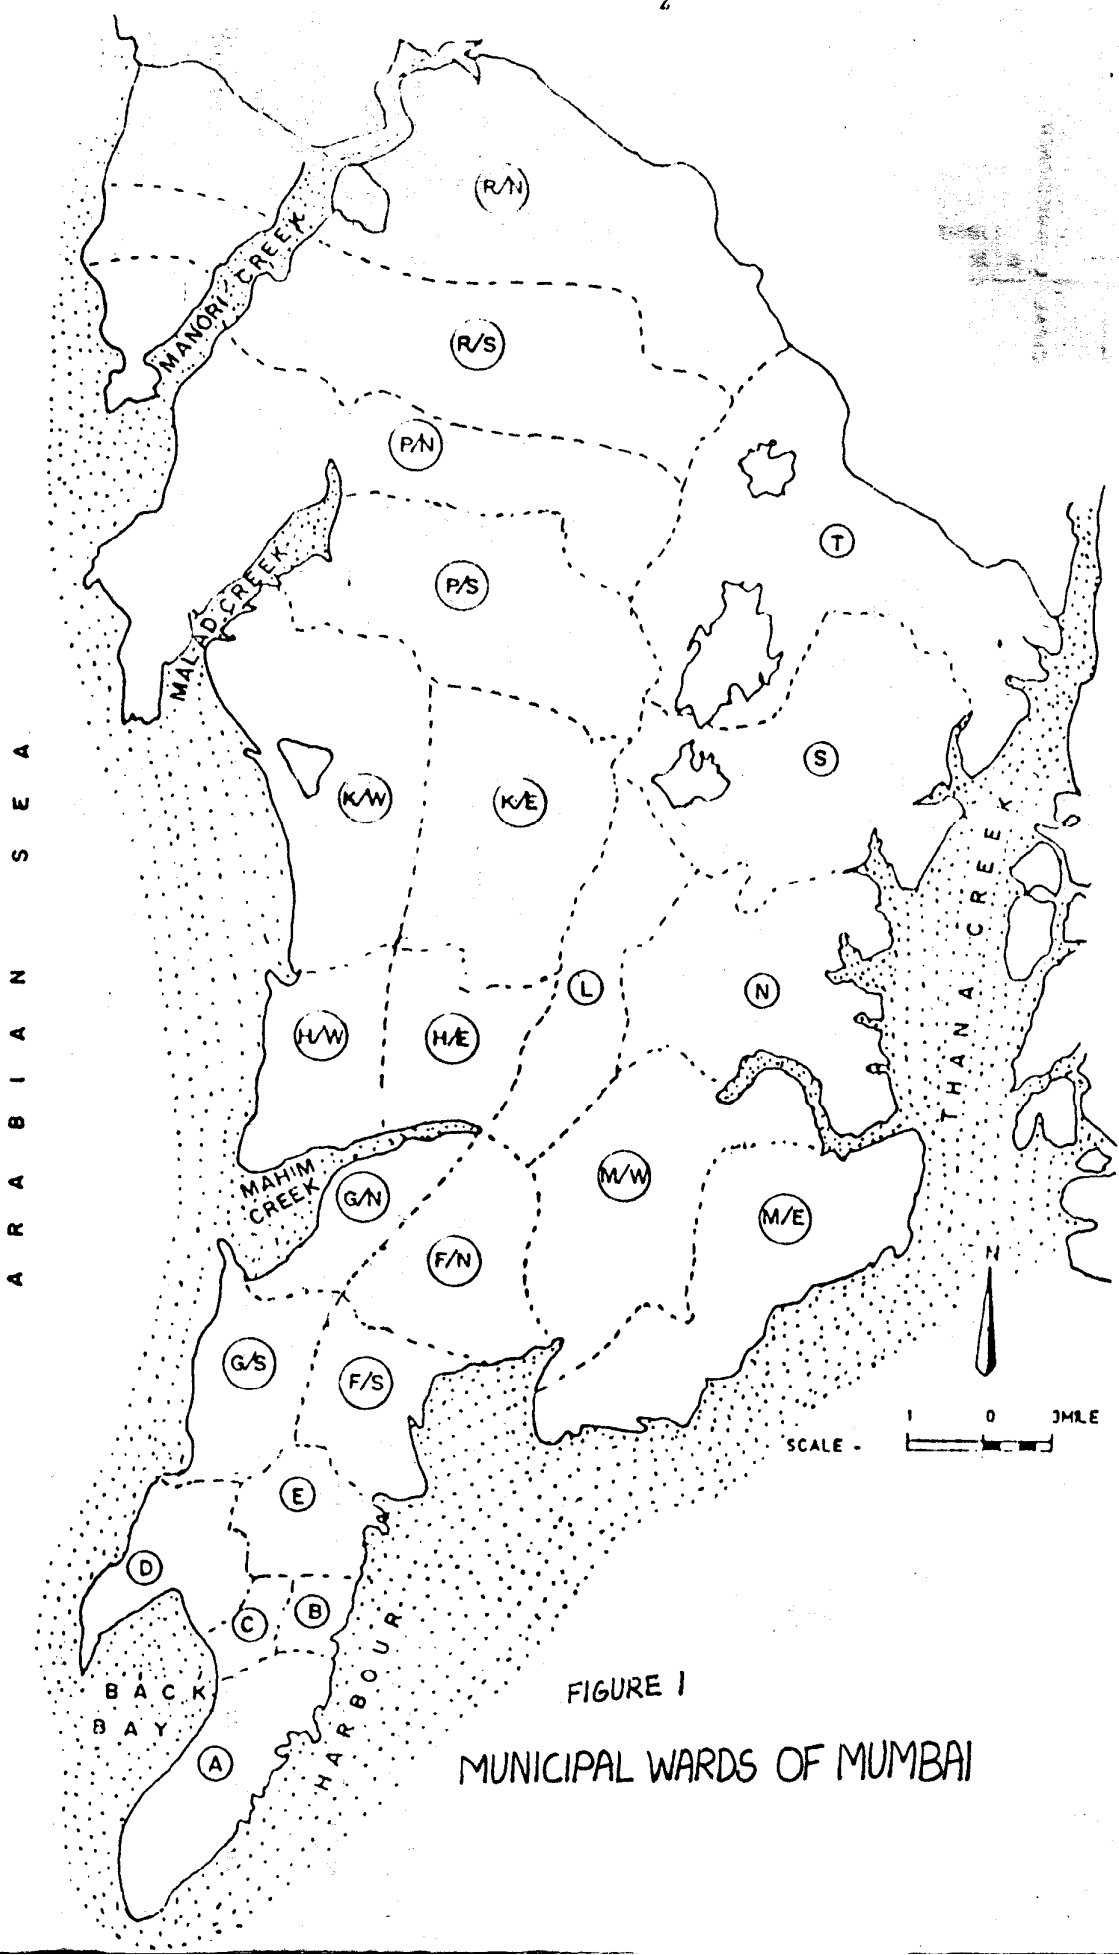 R/N
MANORI CREEK
R/S
P/N
T
MALAD CREEK
P/S
ARABIAN SEA
S
K/W
K/E
THANA CREEK
L
N
H/W
H/E
MAHIM
CREEK
G/N
M/W
M/E
F/N
N
G/S
F/S
1 0 1MILE
SCALE -
E
D
C
B
HARBOUR
BACK
BAY
A
FIGURE 1
MUNICIPAL WARDS OF MUMBAI